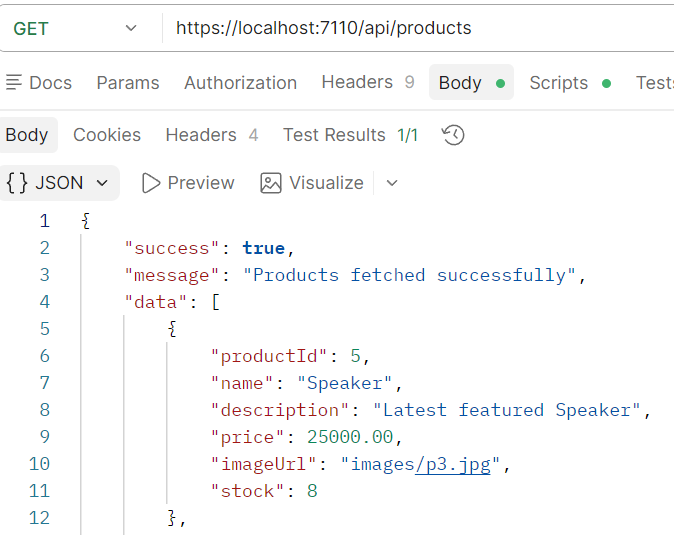 GET https://localhost:7110/api/products
Docs Params Authorization Headers 9 Body Scripts Tests
Body Cookies Headers 4 Test Results 1/1
{} JSON Preview Visualize
1 {
2 "success": true,
3 "message": "Products fetched successfully",
4 "data": [
5 {
6 "productId": 5,
7 "name": "Speaker",
8 "description": "Latest featured Speaker",
9 "price": 25000.00,
10 "imageUrl": "images/p3.jpg",
11 "stock": 8
12 },